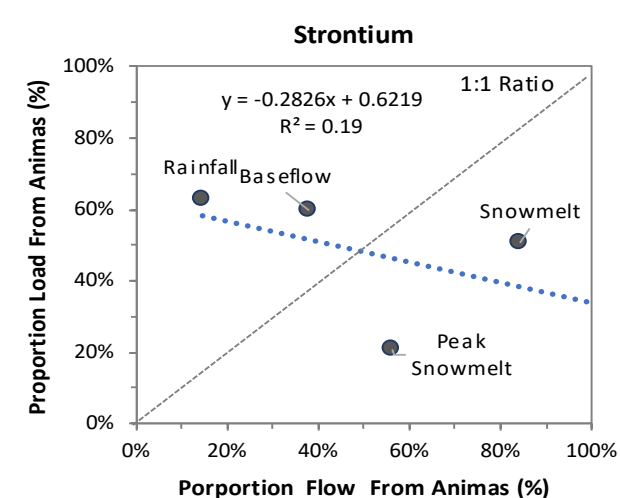 Strontium
Proportion Load From Animas (%)
100%
80%
60%
40%
20%
0%
y = -0.2826x + 0.6219
R² = 0.19
1:1 Ratio
Rainfall
Baseflow
Snowmelt
Peak
Snowmelt
0% 20% 40% 60% 80% 100%
Porportion Flow From Animas (%)